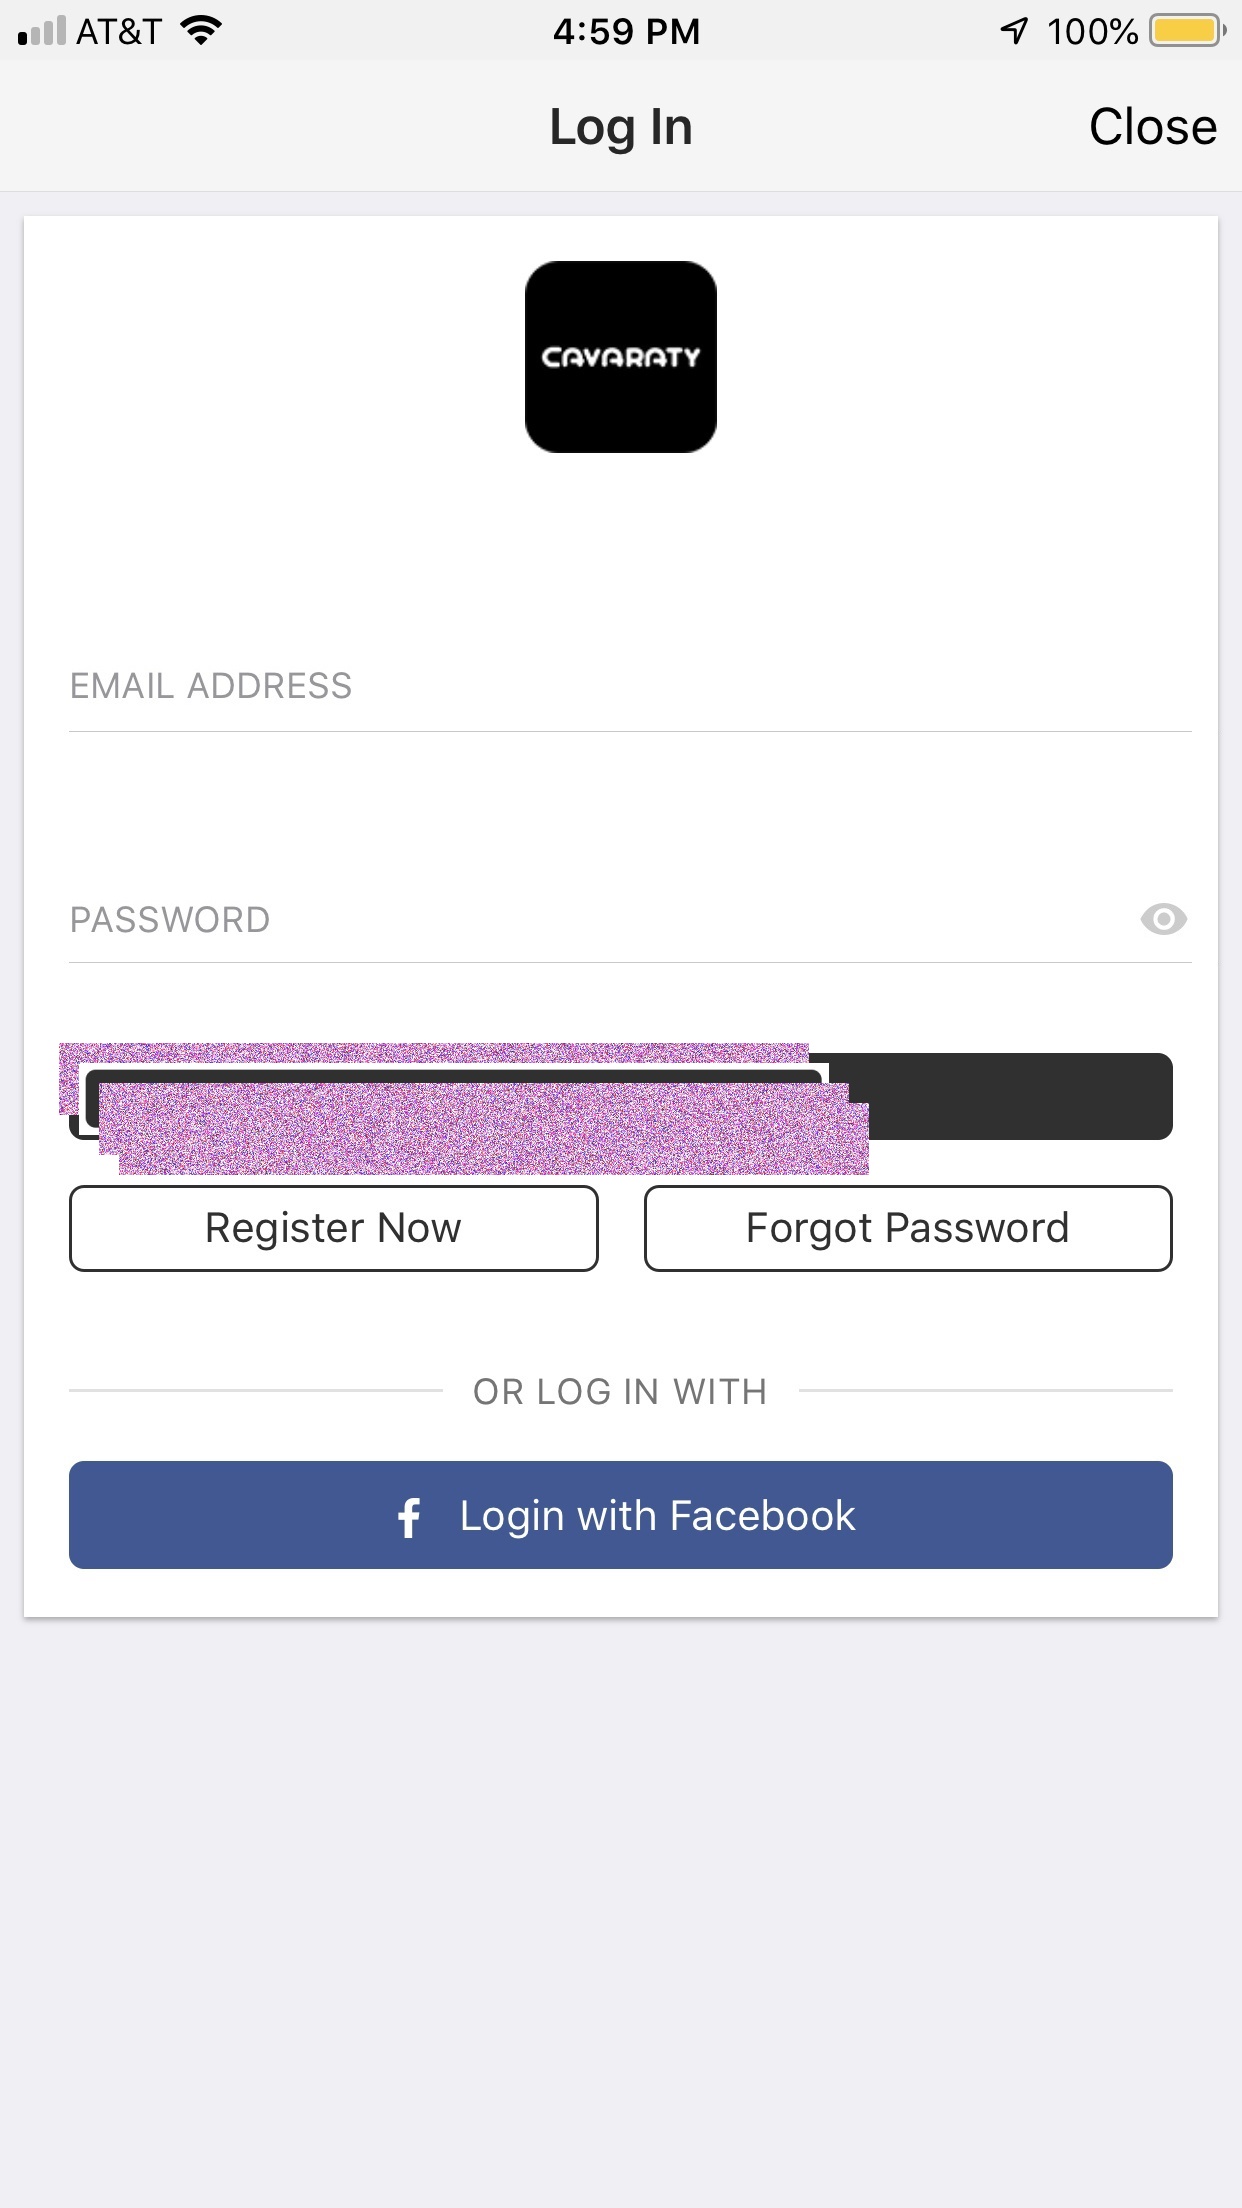 AT&T 4:59 PM 100%
Log In Close
CAVARATY
EMAIL ADDRESS
PASSWORD
Register Now Forgot Password
OR LOG IN WITH
f Login with Facebook